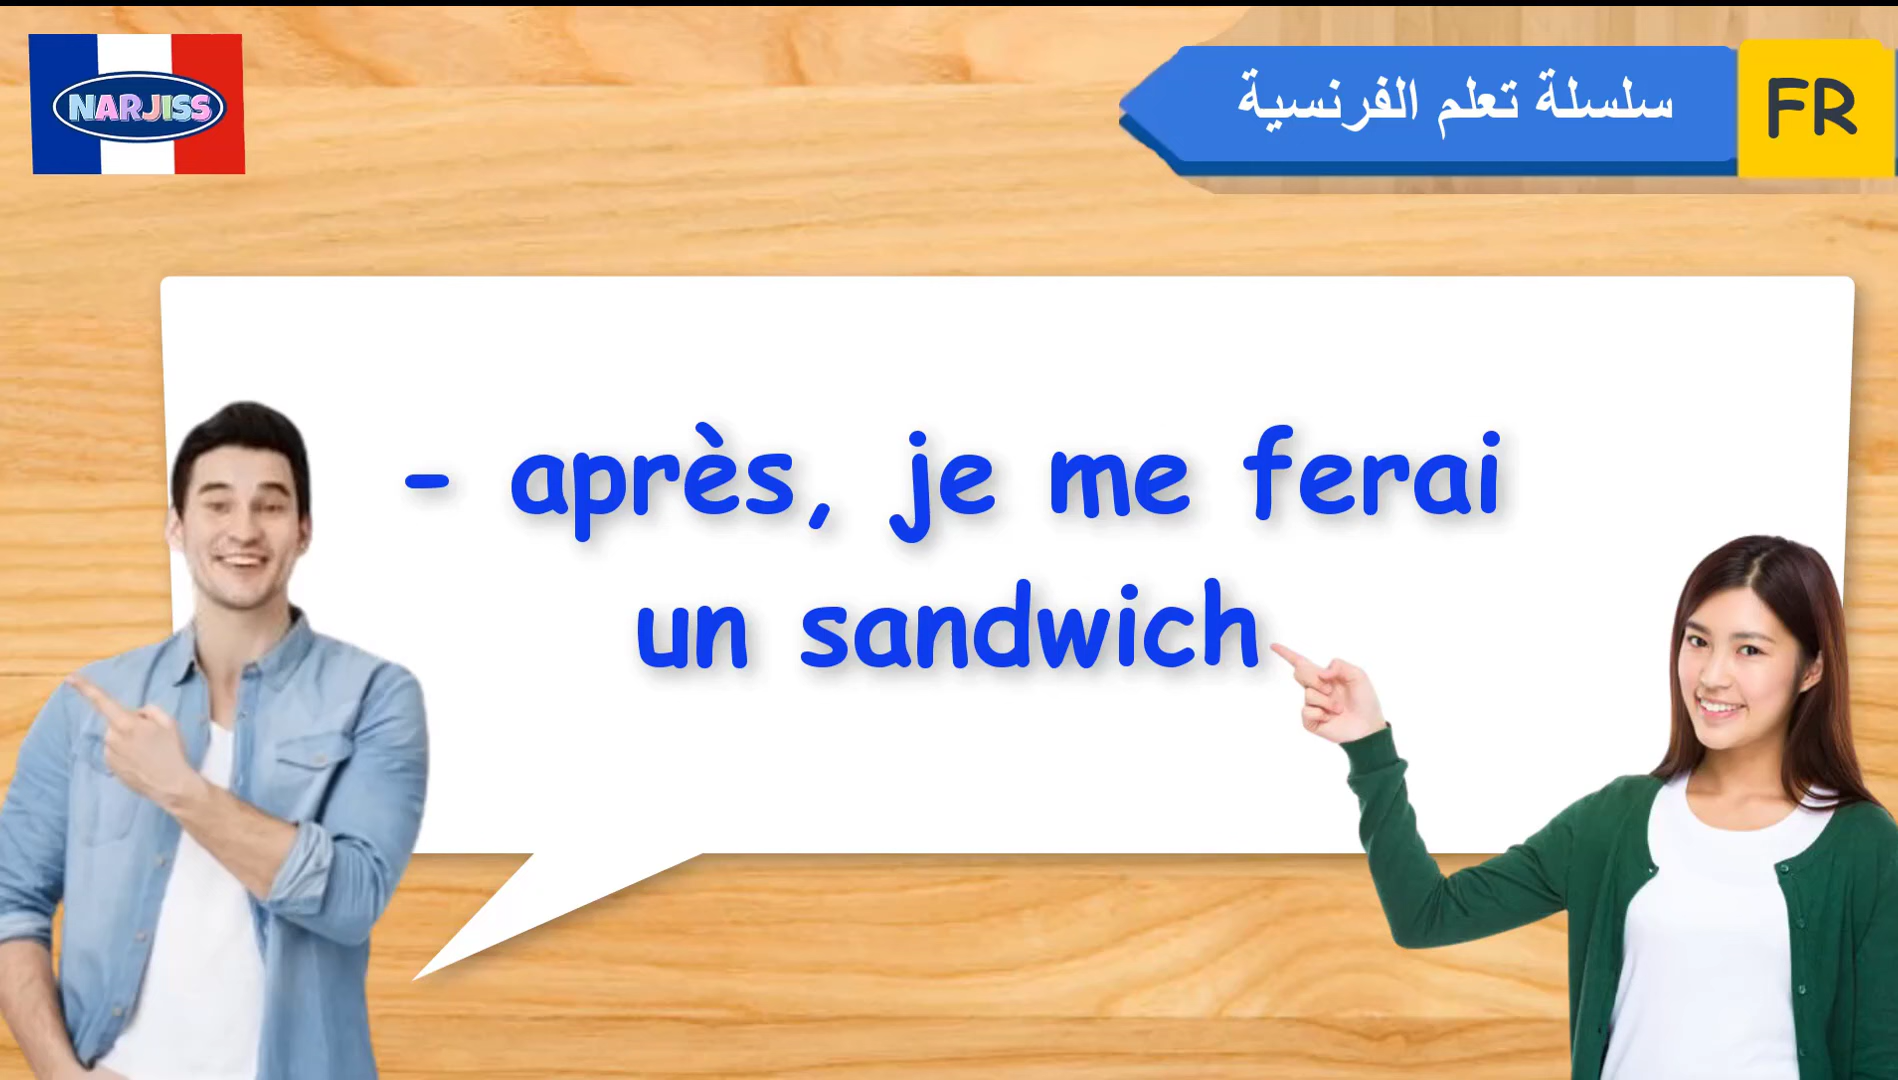 NARJISS
سلسلة تعلم الفرنسية
FR
- après, je me ferai
un sandwich